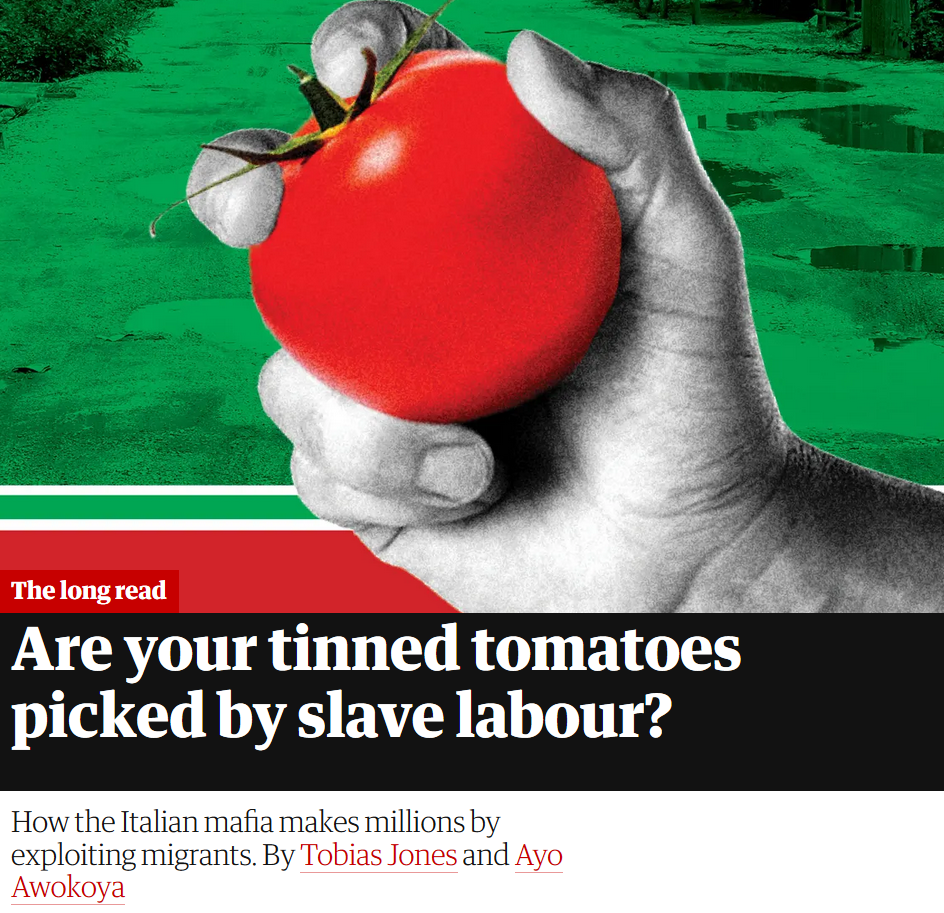 The long read
Are your tinned tomatoes
picked by slave labour?
How the Italian mafia makes millions by
exploiting migrants. By Tobias Jones and Ayo
Awokoya